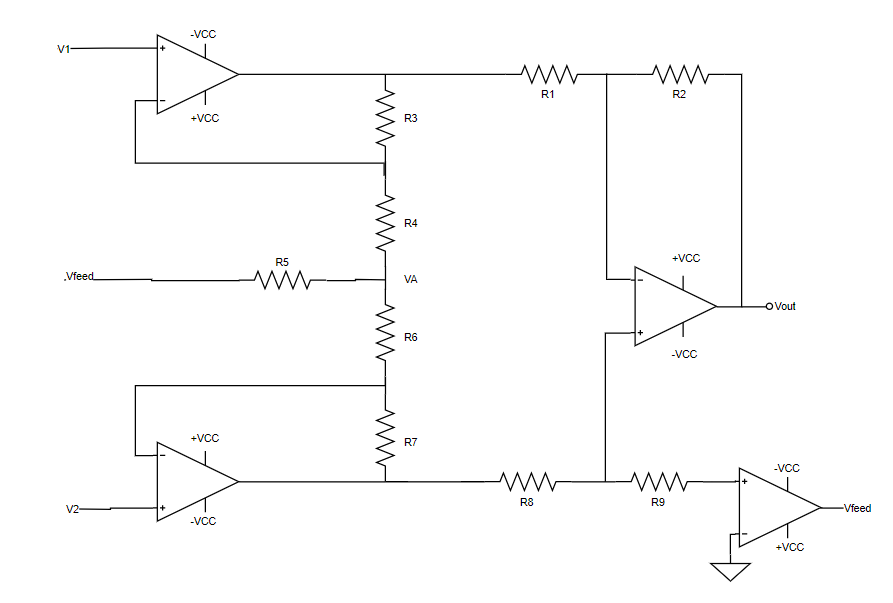 -VCC
V1
+
-
+VCC
R1
R2
R3
R4
R5
.Vfeed
VA
+VCC
-
+
-VCC
Vout
R6
+VCC
-
R7
V2
+
-VCC
R8
R9
-VCC
+
-
+VCC
Vfeed